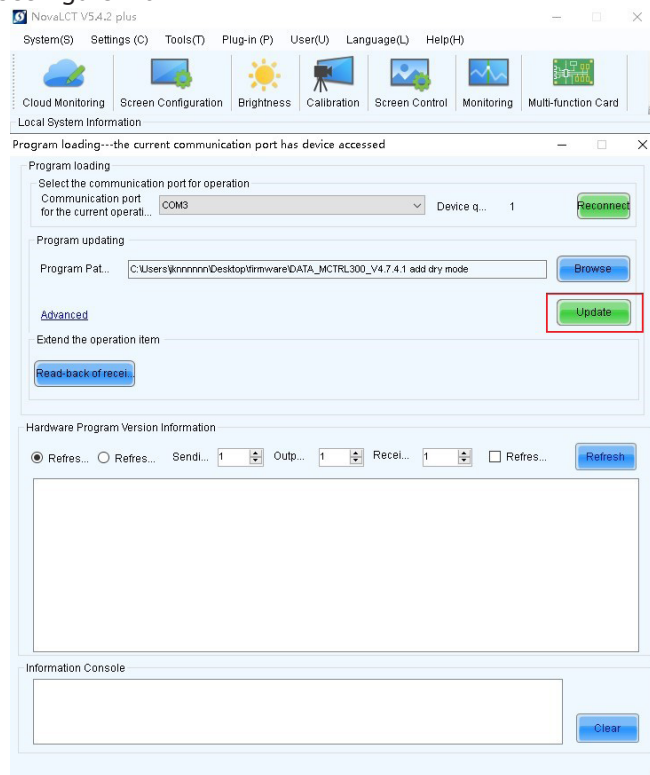 NovaLCT V5.4.2 plus
System(S) Settings (C) Tools(T) Plug-in (P) User(U) Language(L) Help(H)
Cloud Monitoring Screen Configuration Brightness Calibration Screen Control Monitoring Multi-function Card
Local System Information
Program loading---the current communication port has device accessed
Program loading
Select the communication port for operation
Communication port
for the current operati...
COM3
Device q... 1
Reconnect
Program updating
Program Pat...
C:\Users\jknnnnnn\Desktop\firmware\DATA_MCTRL300_V4.7.4.1 add dry mode
Browse
Advanced
Update
Extend the operation item
Read-back of recei...
Hardware Program Version Information
Refres... Refres... Sendi... 1 Outp... 1 Recei... 1 Refres... Refresh
Information Console
Clear